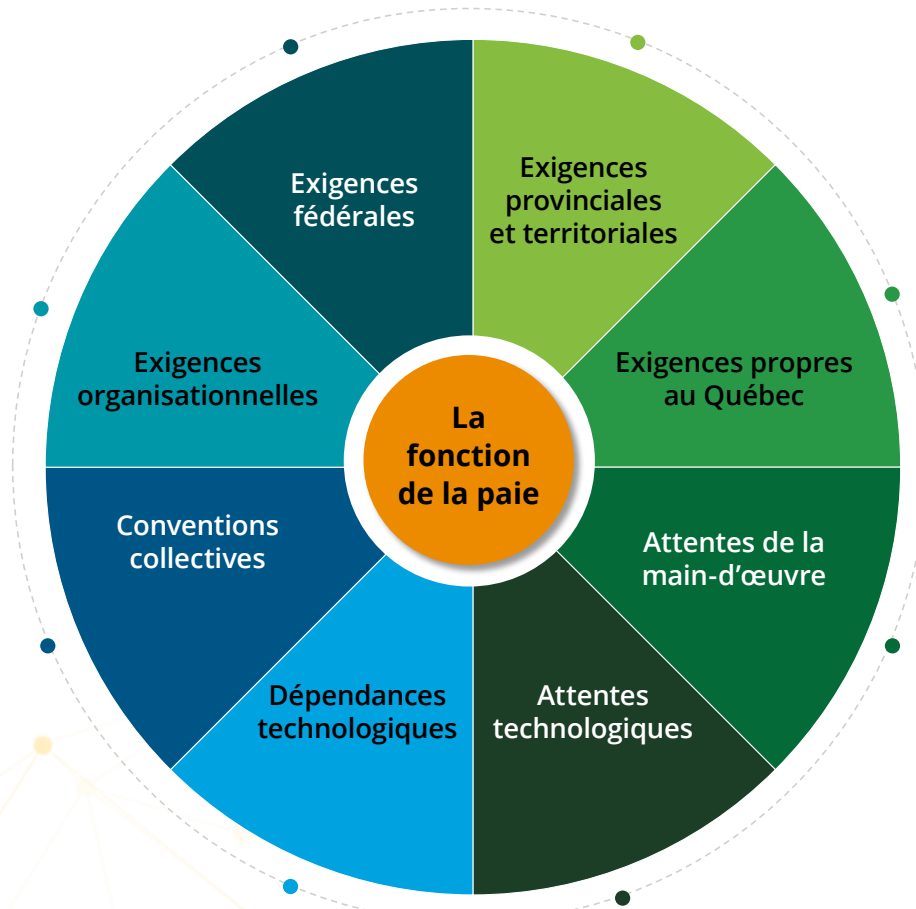 Exigences
fédérales
Exigences
provinciales
et territoriales
Exigences propres
au Québec
Attentes de la
main-d'œuvre
Attentes
technologiques
Dépendances
technologiques
Conventions
collectives
Exigences
organisationnelles
La
fonction
de la paie